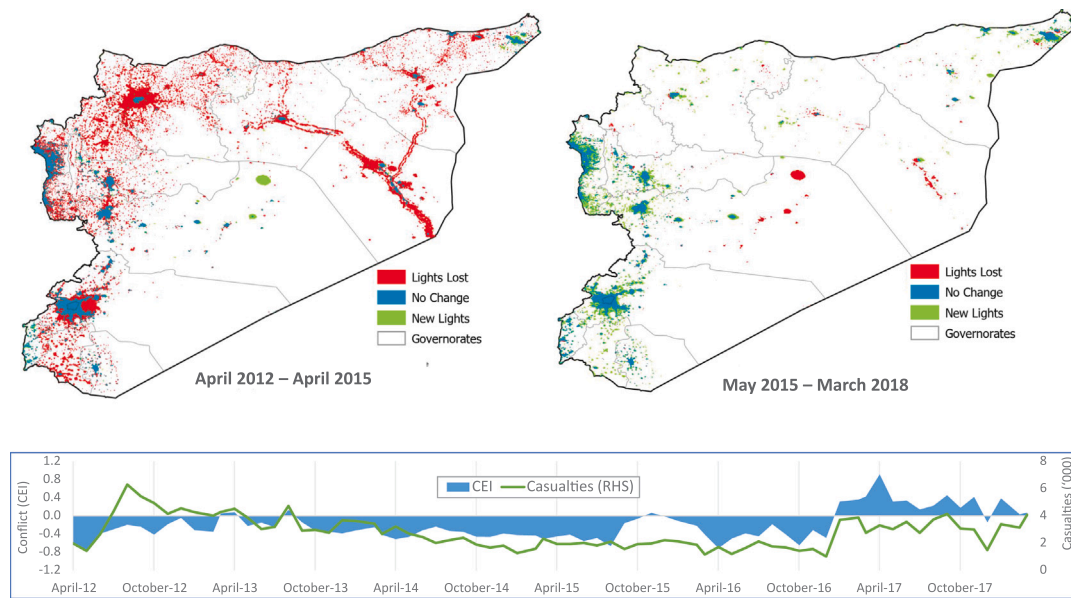 Lights Lost
No Change
New Lights
Governorates
April 2012 – April 2015
Lights Lost
No Change
New Lights
Governorates
May 2015 – March 2018
Conflict (CEI)
1.2
0.8
0.4
0.0
-0.4
-0.8
-1.2
CEI
Casualties (RHS)
8
6
4
2
0
Casualties ('000)
April-12
October-12
April-13
October-13
April-14
October-14
April-15
October-15
April-16
October-16
April-17
October-17